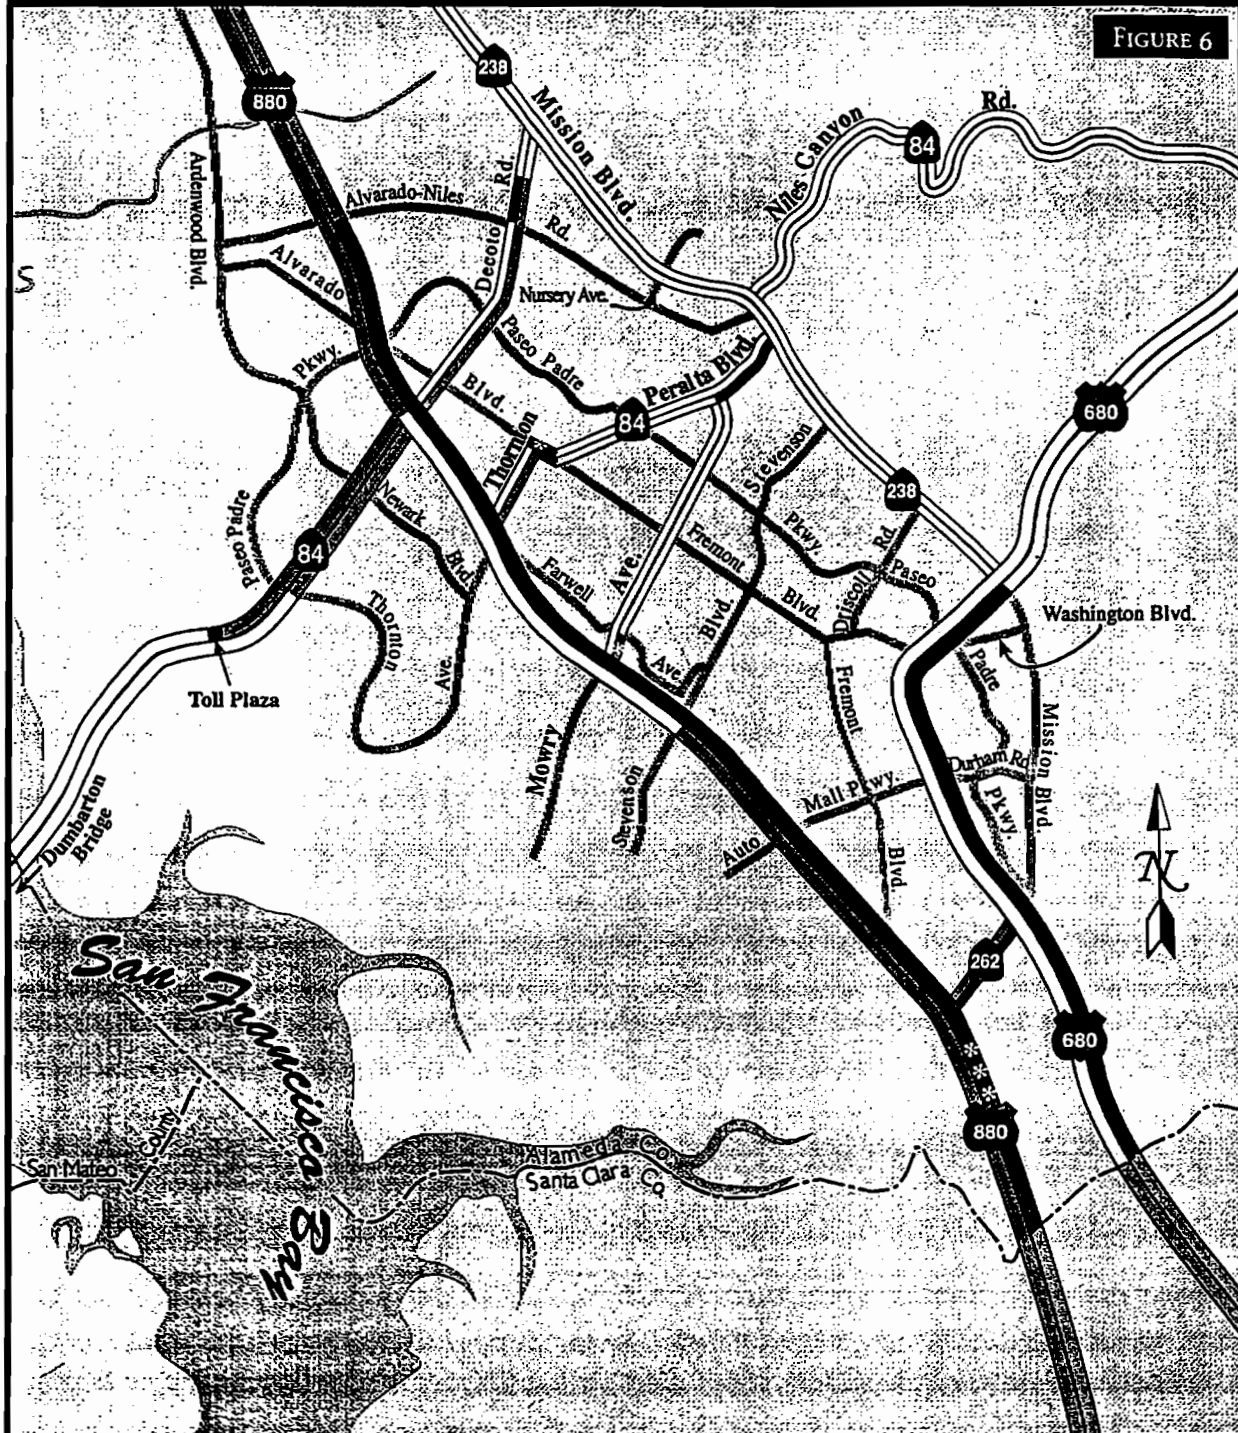 FIGURE 6
238
880
Mission Blvd.
Niles Canyon
Rd.
84
Ardenwood Blvd.
Alvarado-Niles
Rd.
Decoto
Rd
Alvarado
Nursery Ave.
Pkwy.
Blvd.
Paseo Padre
Peralta Blvd.
84
680
Thornton
Stevenson
238
Newark
Paseo Padre
84
Fremont
Pkwy.
Rd.
Driscoll
Paseo
Farwell
Ave.
Blvd.
Blvd
Thornton
Ave.
Washington Blvd.
Toll Plaza
Ave.
Fremont
Padre
Mission Blvd
Mowry
Stevenson
Durham Rd
Mall Pkwy
Pkwy.
Auto
Blvd
Dumbarton
Bridge
N
262
San Francisco Bay
680
880
County
San Mateo
Alameda Co.
Santa Clara Co.